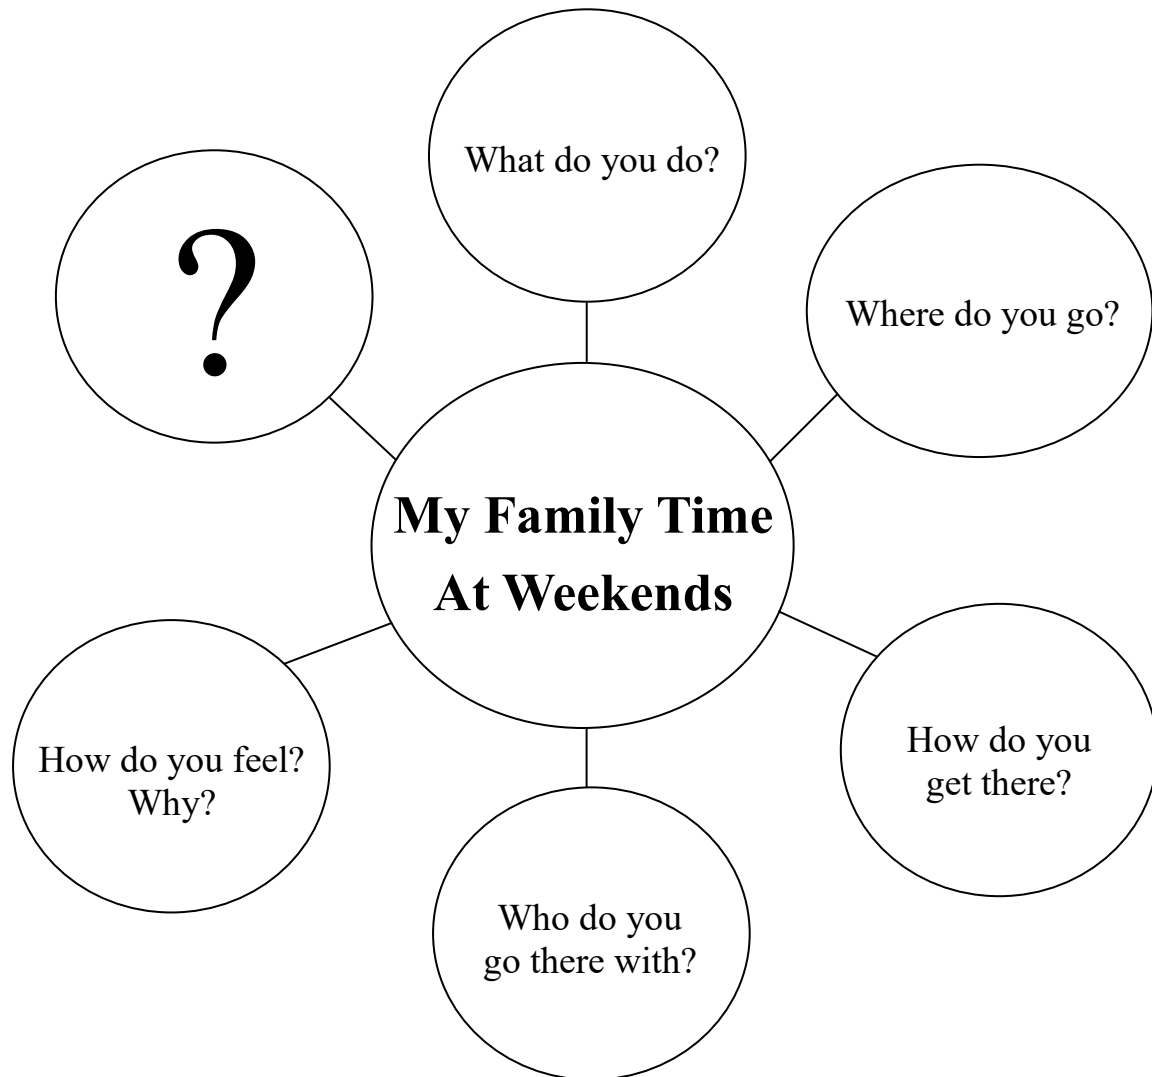 What do you do?
?
Where do you go?
My Family Time
At Weekends
How do you feel?
Why?
How do you
get there?
Who do you
go there with?